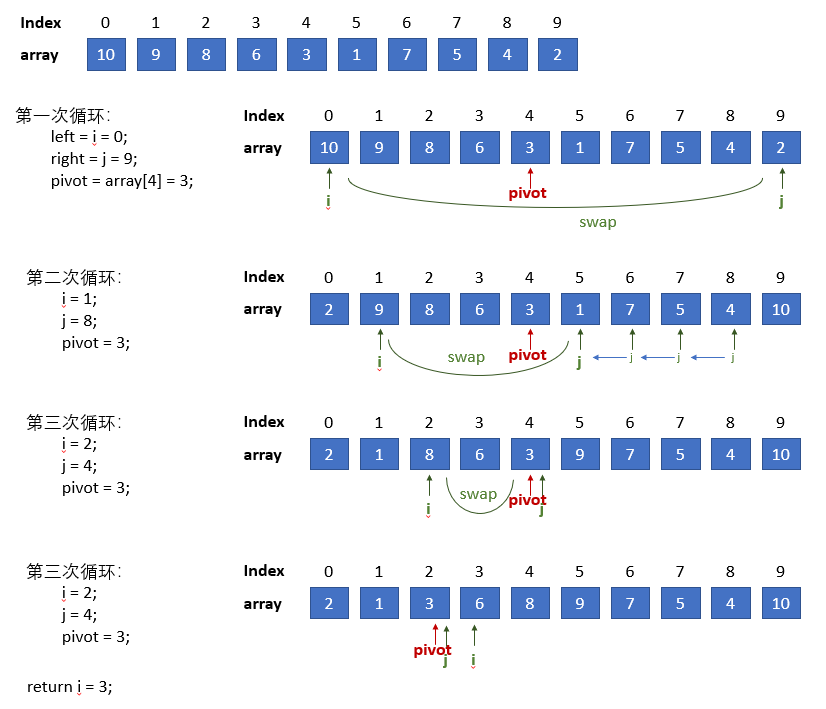 Index 0 1 2 3 4 5 6 7 8 9
array 10 9 8 6 3 1 7 5 4 2
第一次循环：
left = i = 0;
right = j = 9;
pivot = array[4] = 3;
Index 0 1 2 3 4 5 6 7 8 9
array 10 9 8 6 3 1 7 5 4 2
i pivot j
swap
第二次循环：
i = 1;
j = 8;
pivot = 3;
Index 0 1 2 3 4 5 6 7 8 9
array 2 9 8 6 3 1 7 5 4 10
i swap pivot j j j j
第三次循环：
i = 2;
j = 4;
pivot = 3;
Index 0 1 2 3 4 5 6 7 8 9
array 2 1 8 6 3 9 7 5 4 10
i swap pivot j
第三次循环：
i = 2;
j = 4;
pivot = 3;
Index 0 1 2 3 4 5 6 7 8 9
array 2 1 3 6 8 9 7 5 4 10
pivot j i
return i = 3;